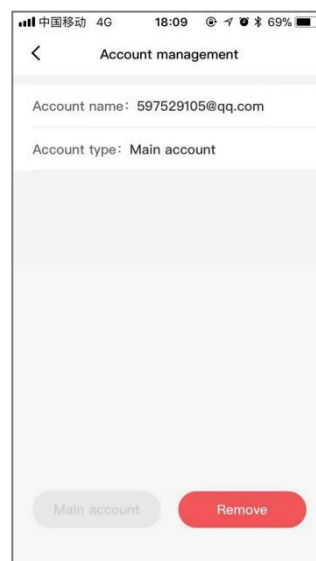 中国移动 4G 18:09 69%
Account management
Account name: 597529105@qq.com
Account type: Main account
Main account Remove